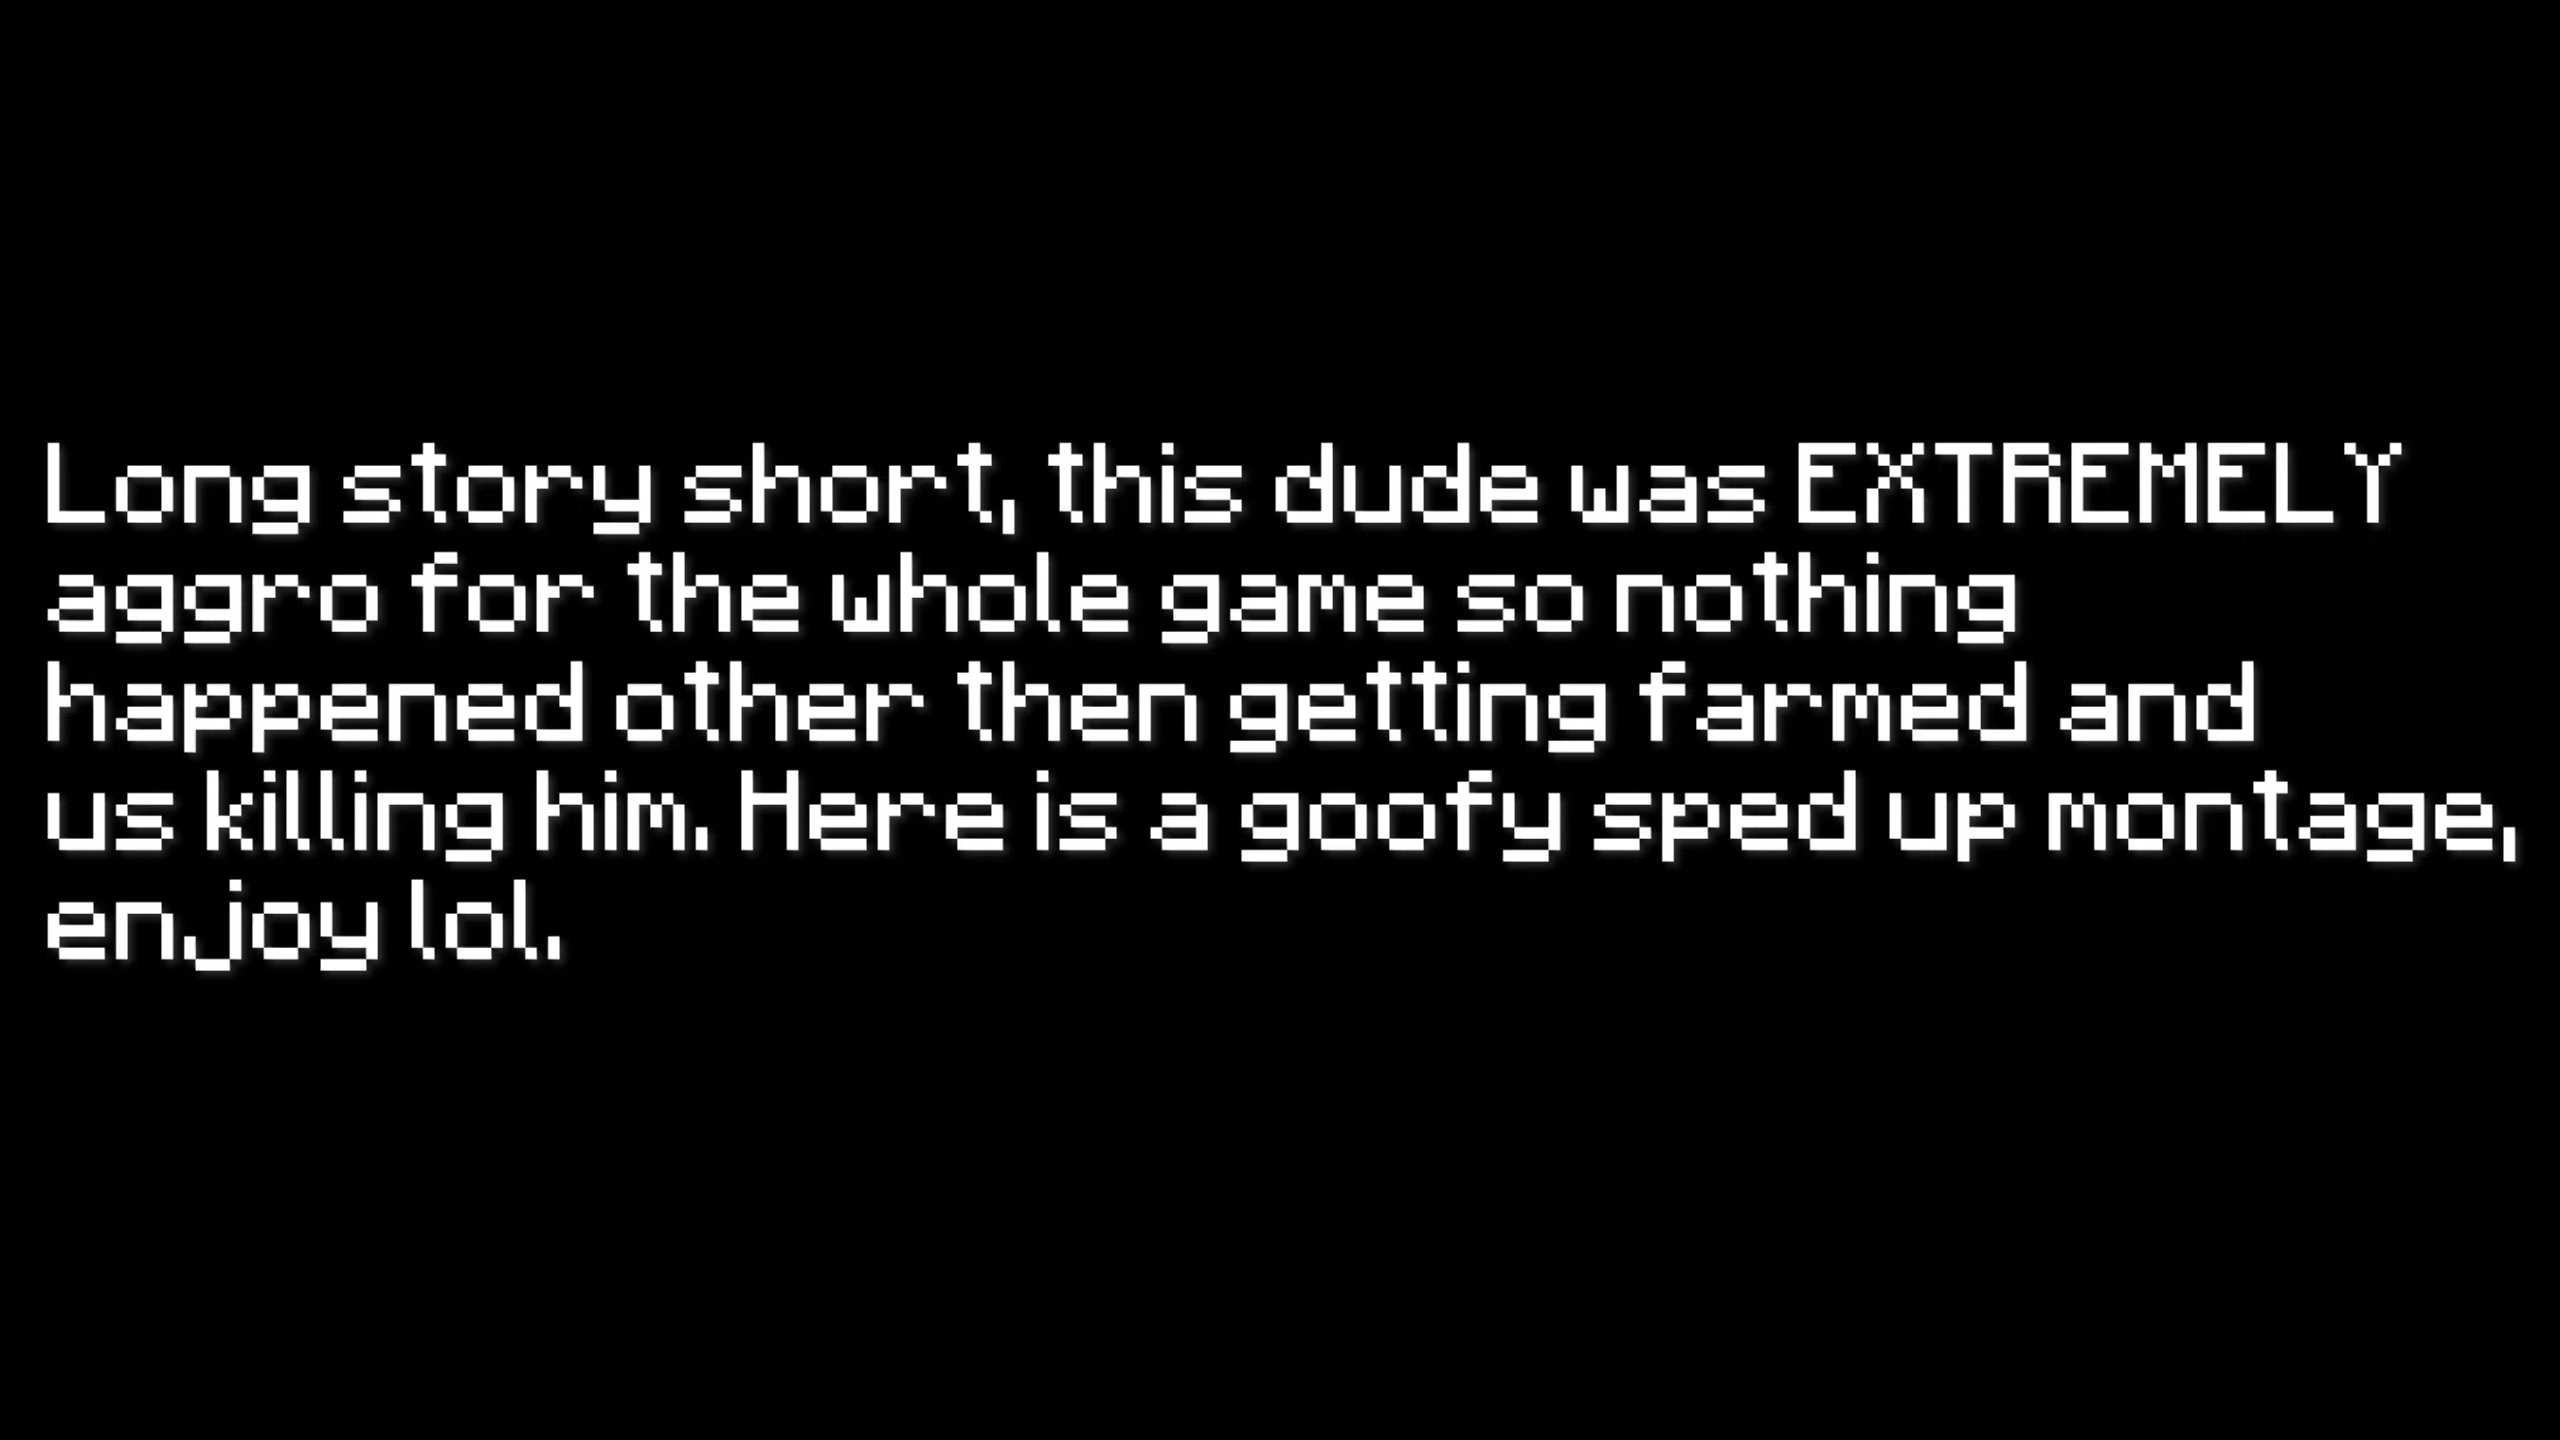 Long story short, this dude was EXTREMELY
aggro for the whole game so nothing
happened other then getting farmed and
us killing him. Here is a goofy sped up montage,
enjoy lol.